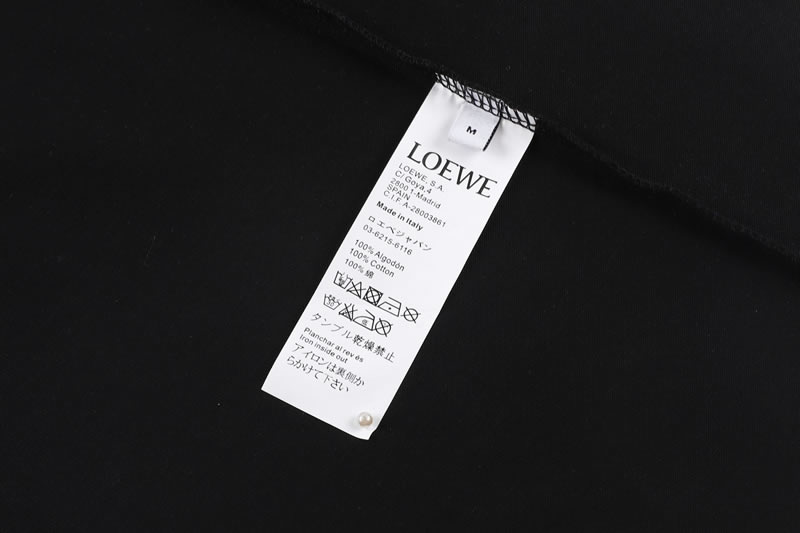 M
LOEWE
LOEWE, S.A.
C/ Goya,4
2800 1-Madrid
SPAIN
C.I.F. A-28003861
Made in Italy
ロエベジャパン
03-6215-6116
100% Algodón
100% Cotton
100% 綿
タンブル乾燥禁止
Planchar al revés
Iron inside out
アイロンは裏側か
らかけて下さい